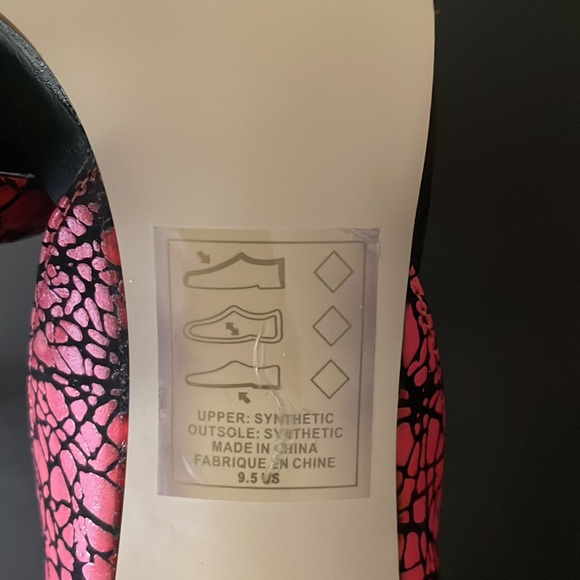 UPPER: SYNTHETIC
OUTSOLE: SYNTHETIC
MADE IN CHINA
FABRIQUE EN CHINE
9.5 US